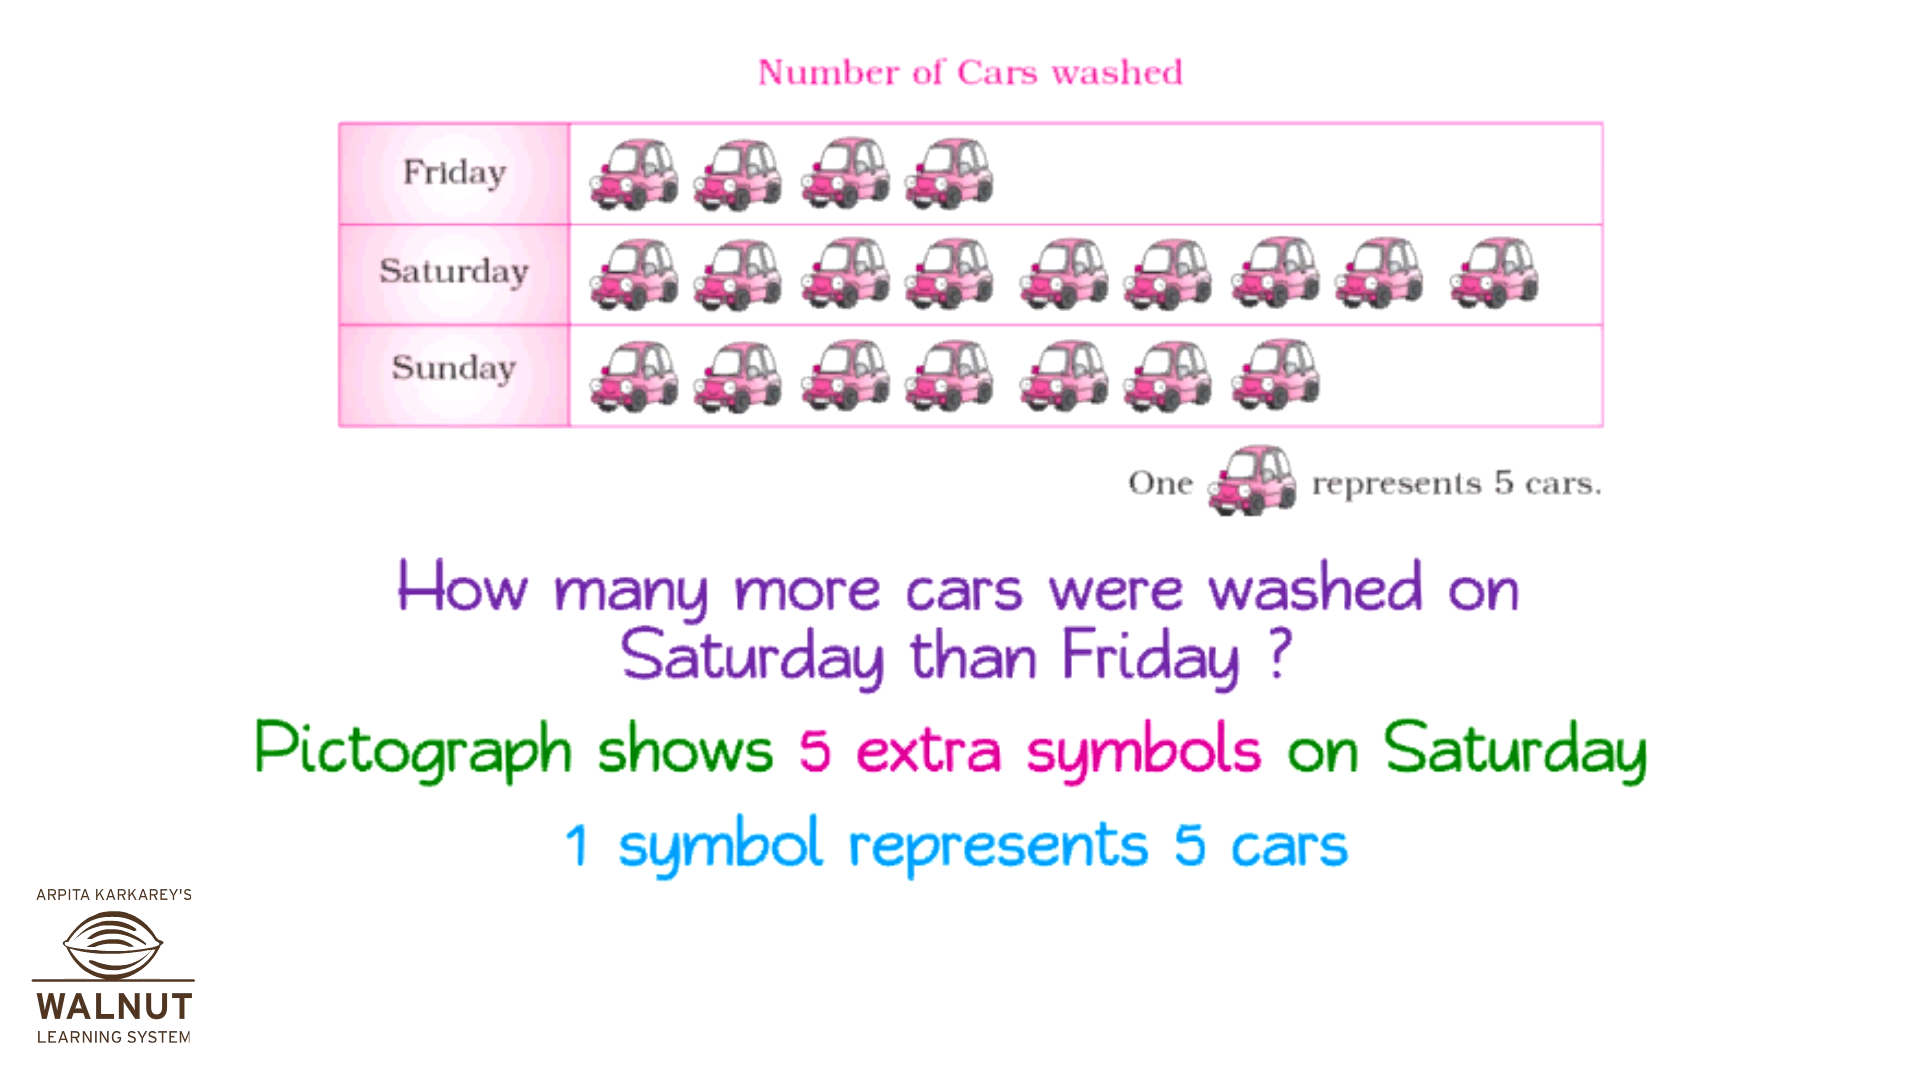 Number of Cars washed
Friday
Saturday
Sunday
One represents 5 cars.
How many more cars were washed on
Saturday than Friday ?
Pictograph shows 5 extra symbols on Saturday
1 symbol represents 5 cars
ARPITA KARKAREY'S
WALNUT
LEARNING SYSTEM